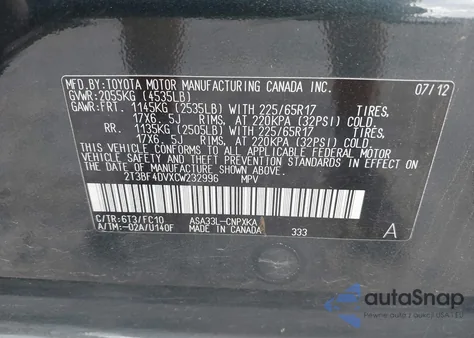 MFD.BY:TOYOTA MOTOR MANUFACTURING CANADA INC.
07/12
GVWR:2055KG (4535LB)
GAWR:FRT. 1145KG (2535LB) WITH 225/65R17 TIRES,
17X6.5J RIMS, AT 220KPA (32PSI) COLD.
RR. 1135KG (2505LB) WITH 225/65R17 TIRES,
17X6.5J RIMS, AT 220KPA (32PSI) COLD.
THIS VEHICLE CONFORMS TO ALL APPLICABLE FEDERAL MOTOR
VEHICLE SAFETY AND THEFT PREVENTION STANDARDS IN EFFECT
ON THE DATE OF MANUFACTURE SHOWN ABOVE.
2T3BF4DVXCW232996 MPV
C/TR:6T3/FC10 ASA33L-CNPXKA
A/TM:-02A/U140F MADE IN CANADA 333 A
autoSnap